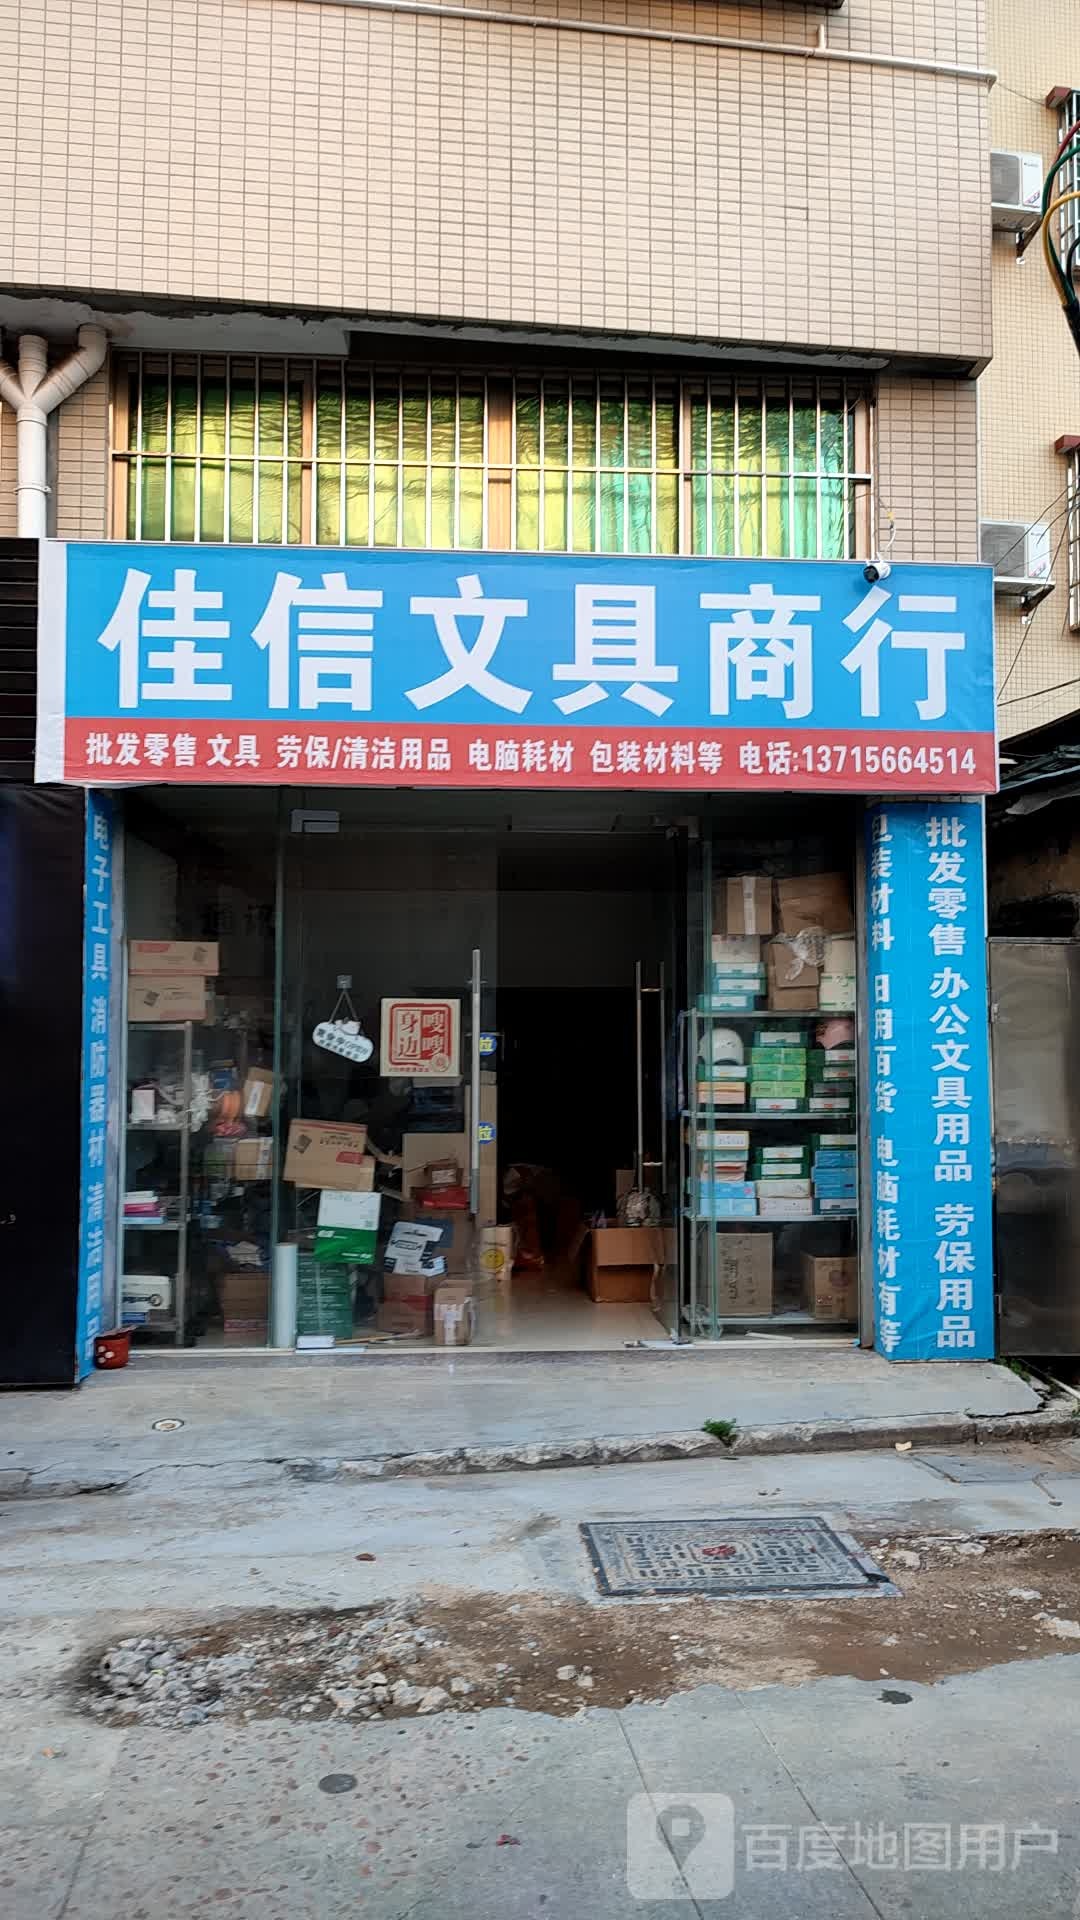 佳信文具商行
批发零售 文具 劳保/清洁用品 电脑耗材 包装材料等 电话:13715664514
电子工具 消防器材 清洁用品
通讯
身边
嗖嗖
包装材料 日用百货 电脑耗材有等
批发零售 办公文具用品 劳保用品
百度地图用户